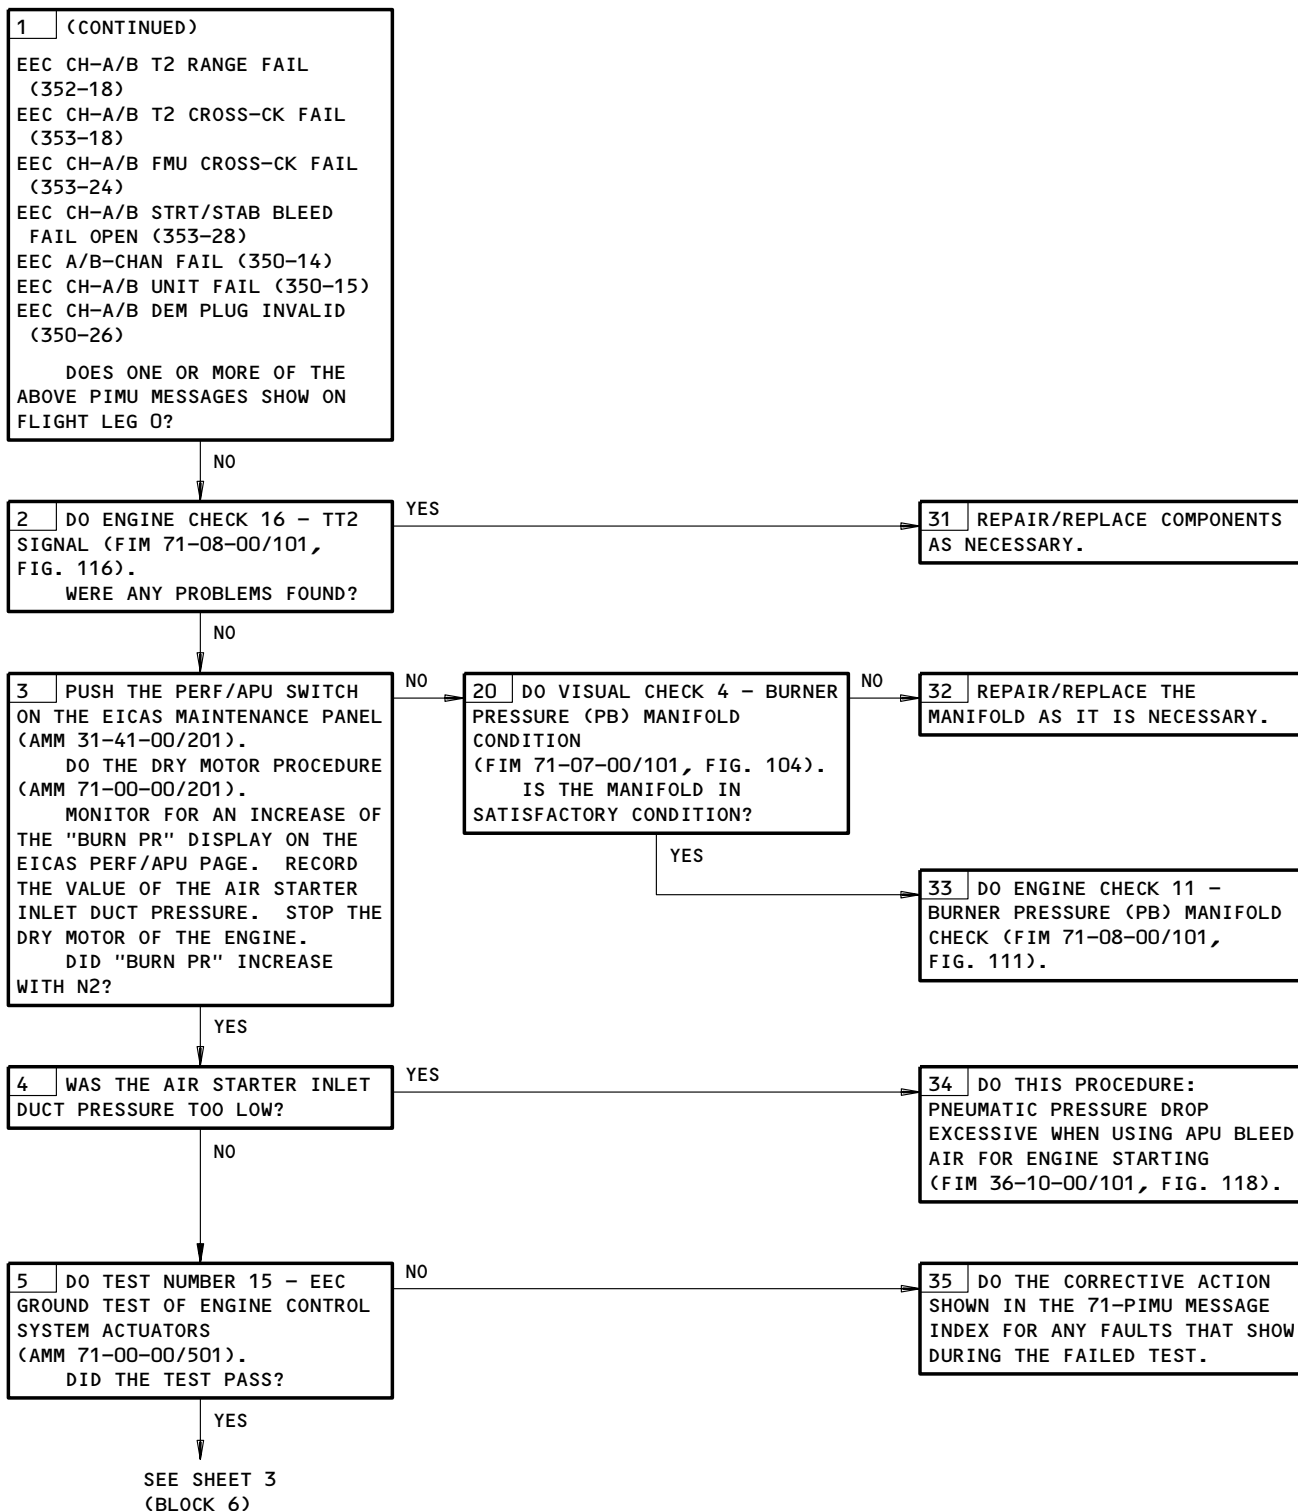 1 (CONTINUED)
EEC CH-A/B T2 RANGE FAIL
(352-18)
EEC CH-A/B T2 CROSS-CK FAIL
(353-18)
EEC CH-A/B FMU CROSS-CK FAIL
(353-24)
EEC CH-A/B STRT/STAB BLEED
FAIL OPEN (353-28)
EEC A/B-CHAN FAIL (350-14)
EEC CH-A/B UNIT FAIL (350-15)
EEC CH-A/B DEM PLUG INVALID
(350-26)
DOES ONE OR MORE OF THE
ABOVE PIMU MESSAGES SHOW ON
FLIGHT LEG 0?
NO
2 DO ENGINE CHECK 16 - TT2
SIGNAL (FIM 71-08-00/101,
FIG. 116).
WERE ANY PROBLEMS FOUND?
YES
31 REPAIR/REPLACE COMPONENTS
AS NECESSARY.
NO
3 PUSH THE PERF/APU SWITCH
ON THE EICAS MAINTENANCE PANEL
(AMM 31-41-00/201).
DO THE DRY MOTOR PROCEDURE
(AMM 71-00-00/201).
MONITOR FOR AN INCREASE OF
THE "BURN PR" DISPLAY ON THE
EICAS PERF/APU PAGE. RECORD
THE VALUE OF THE AIR STARTER
INLET DUCT PRESSURE. STOP THE
DRY MOTOR OF THE ENGINE.
DID "BURN PR" INCREASE
WITH N2?
NO
20 DO VISUAL CHECK 4 - BURNER
PRESSURE (PB) MANIFOLD
CONDITION
(FIM 71-07-00/101, FIG. 104).
IS THE MANIFOLD IN
SATISFACTORY CONDITION?
NO
32 REPAIR/REPLACE THE
MANIFOLD AS IT IS NECESSARY.
YES
33 DO ENGINE CHECK 11 -
BURNER PRESSURE (PB) MANIFOLD
CHECK (FIM 71-08-00/101,
FIG. 111).
YES
4 WAS THE AIR STARTER INLET
DUCT PRESSURE TOO LOW?
YES
34 DO THIS PROCEDURE:
PNEUMATIC PRESSURE DROP
EXCESSIVE WHEN USING APU BLEED
AIR FOR ENGINE STARTING
(FIM 36-10-00/101, FIG. 118).
NO
5 DO TEST NUMBER 15 - EEC
GROUND TEST OF ENGINE CONTROL
SYSTEM ACTUATORS
(AMM 71-00-00/501).
DID THE TEST PASS?
NO
35 DO THE CORRECTIVE ACTION
SHOWN IN THE 71-PIMU MESSAGE
INDEX FOR ANY FAULTS THAT SHOW
DURING THE FAILED TEST.
YES
SEE SHEET 3
(BLOCK 6)